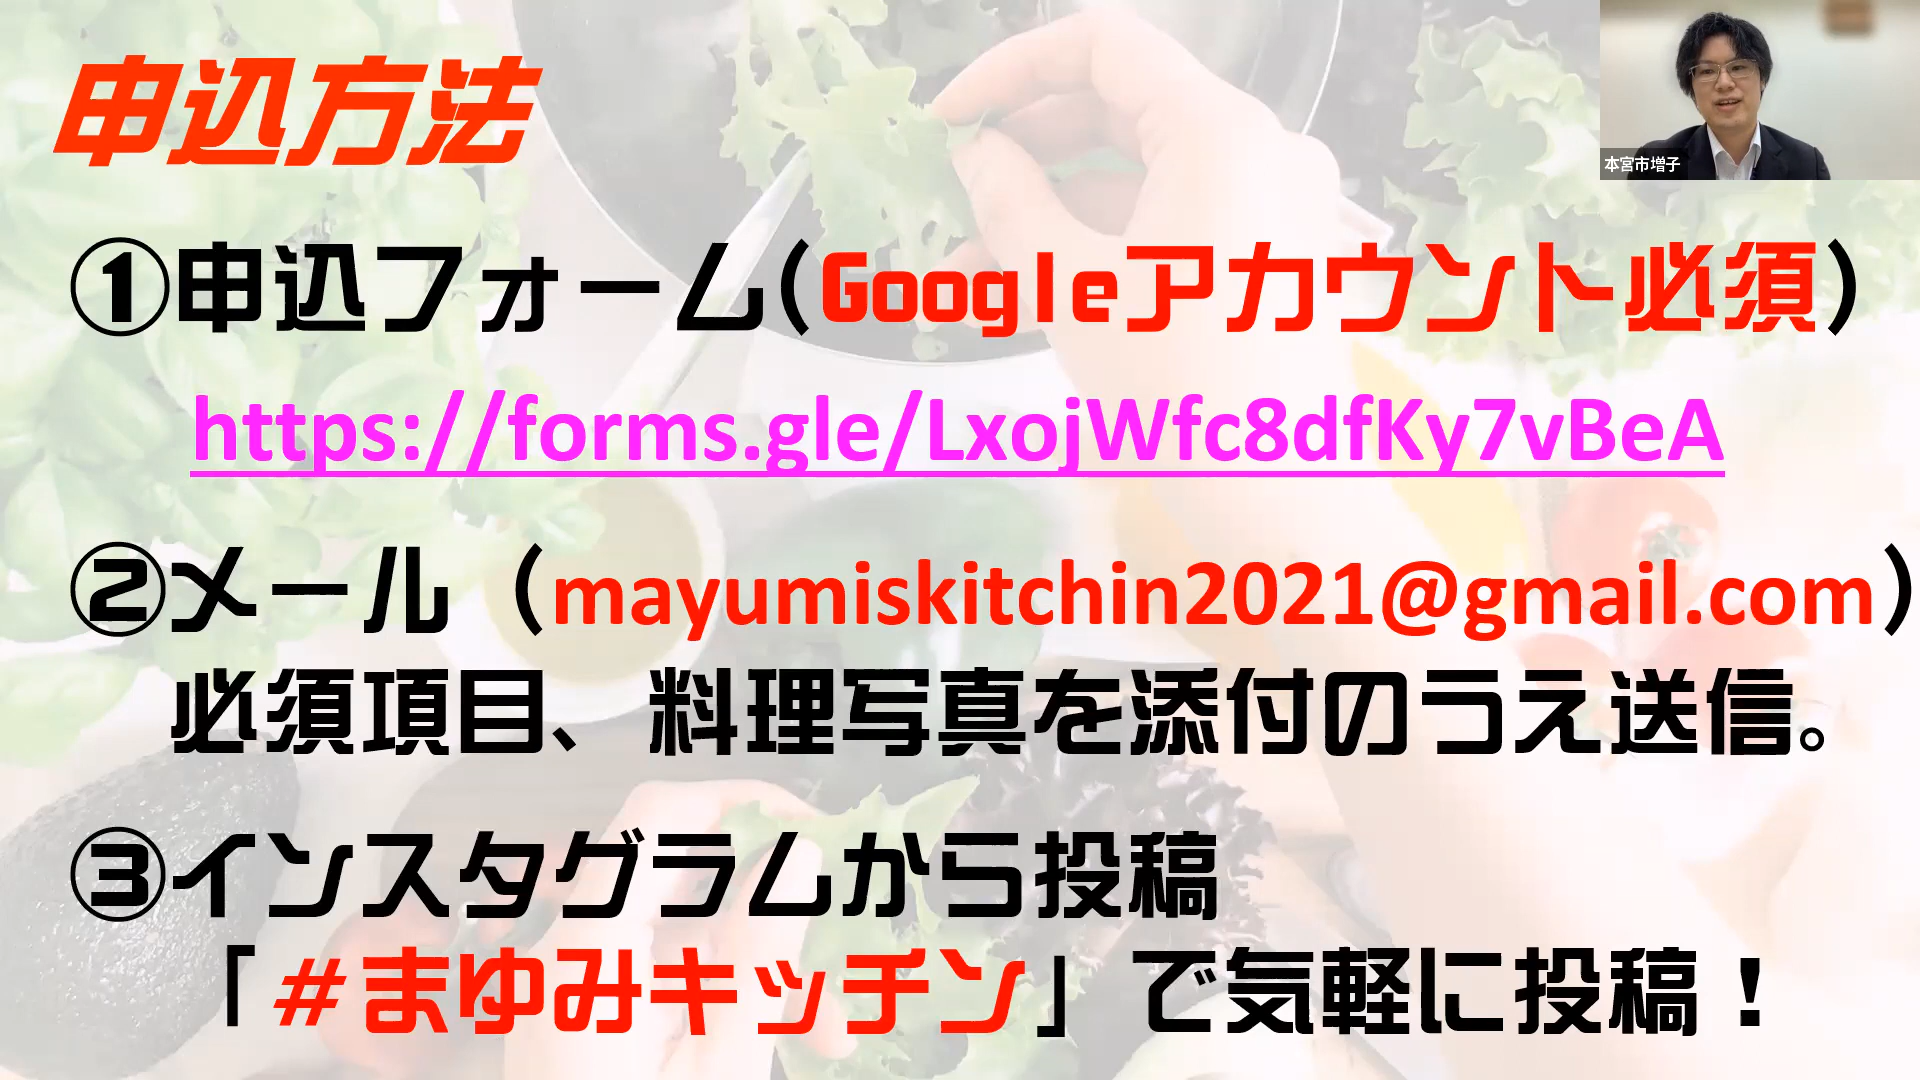 申込方法
本宮市増子
①申込フォーム(Googleアカウント必須)
https://forms.gle/LxojWfc8dfKy7vBeA
②メール（mayumiskitchin2021@gmail.com）
必須項目、料理写真を添付のうえ送信。
③インスタグラムから投稿
「#まゆみキッチン」で気軽に投稿！